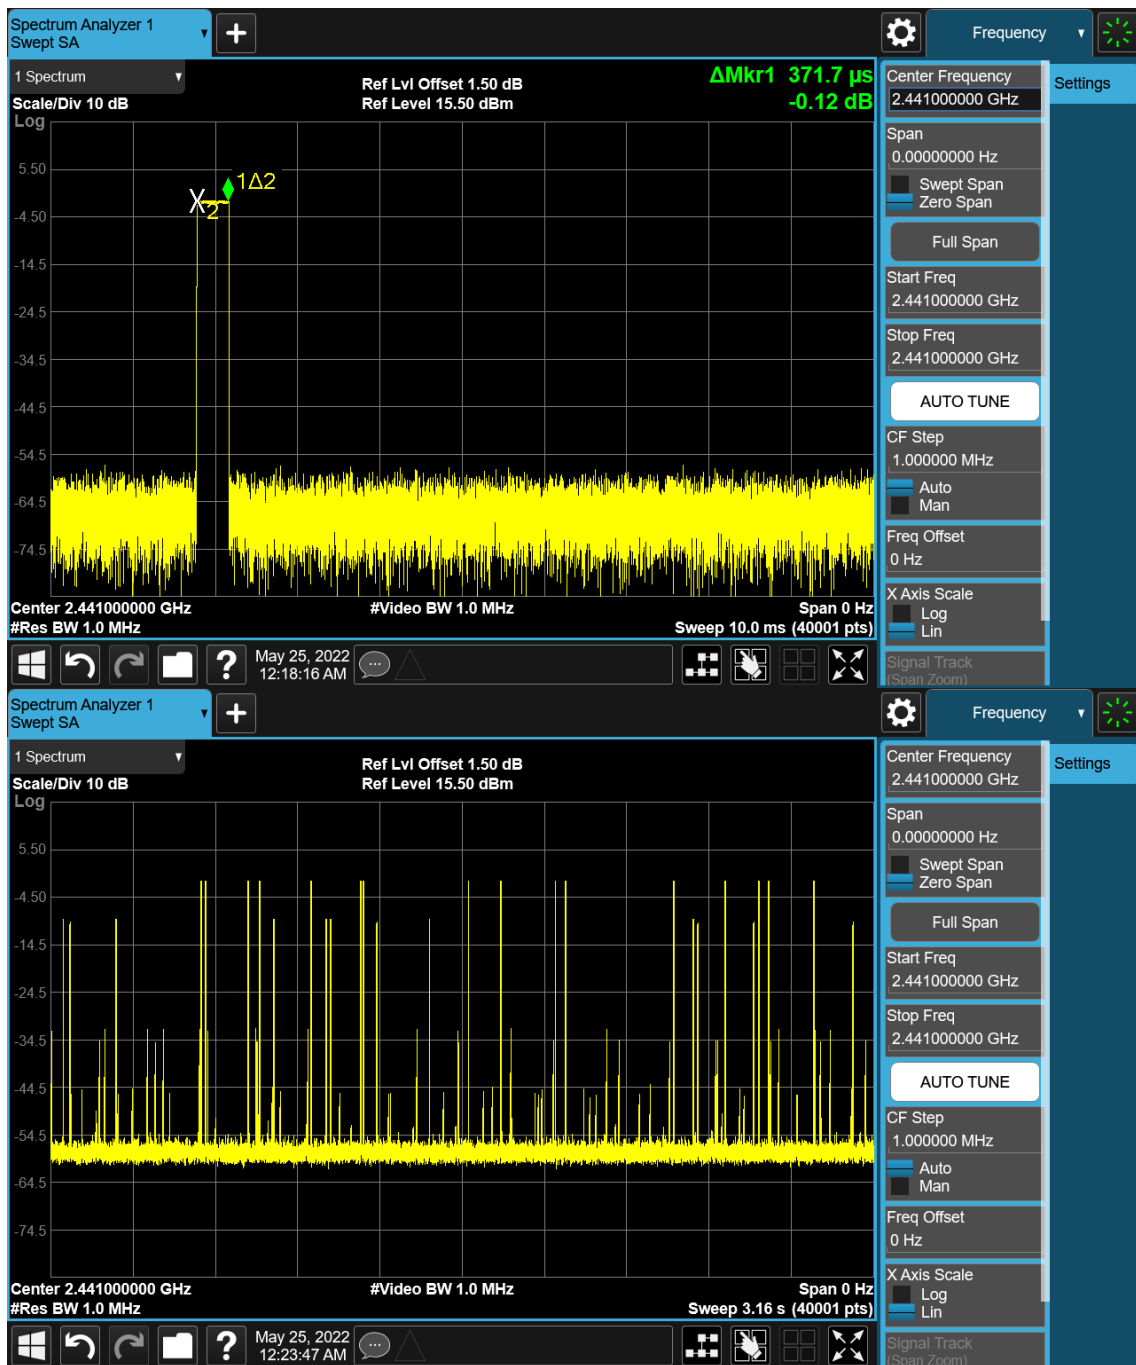 Spectrum Analyzer 1
Swept SA
Frequency
1 Spectrum
Scale/Div 10 dB
Ref Lvl Offset 1.50 dB
Ref Level 15.50 dBm
ΔMkr1 371.7 µs
-0.12 dB
Log
5.50
-4.50
-14.5
-24.5
-34.5
-44.5
-54.5
-64.5
-74.5
1Δ2
X2
Center 2.441000000 GHz
#Video BW 1.0 MHz
Span 0 Hz
#Res BW 1.0 MHz
Sweep 10.0 ms (40001 pts)
?
May 25, 2022
12:18:16 AM
Center Frequency
2.441000000 GHz
Settings
Span
0.00000000 Hz
Swept Span
Zero Span
Full Span
Start Freq
2.441000000 GHz
Stop Freq
2.441000000 GHz
AUTO TUNE
CF Step
1.000000 MHz
Auto
Man
Freq Offset
0 Hz
X Axis Scale
Log
Lin
Signal Track
(Span Zoom)
Spectrum Analyzer 1
Swept SA
Frequency
1 Spectrum
Scale/Div 10 dB
Ref Lvl Offset 1.50 dB
Ref Level 15.50 dBm
Log
5.50
-4.50
-14.5
-24.5
-34.5
-44.5
-54.5
-64.5
-74.5
Center 2.441000000 GHz
#Video BW 1.0 MHz
Span 0 Hz
#Res BW 1.0 MHz
Sweep 3.16 s (40001 pts)
?
May 25, 2022
12:23:47 AM
Center Frequency
2.441000000 GHz
Settings
Span
0.00000000 Hz
Swept Span
Zero Span
Full Span
Start Freq
2.441000000 GHz
Stop Freq
2.441000000 GHz
AUTO TUNE
CF Step
1.000000 MHz
Auto
Man
Freq Offset
0 Hz
X Axis Scale
Log
Lin
Signal Track
(Span Zoom)